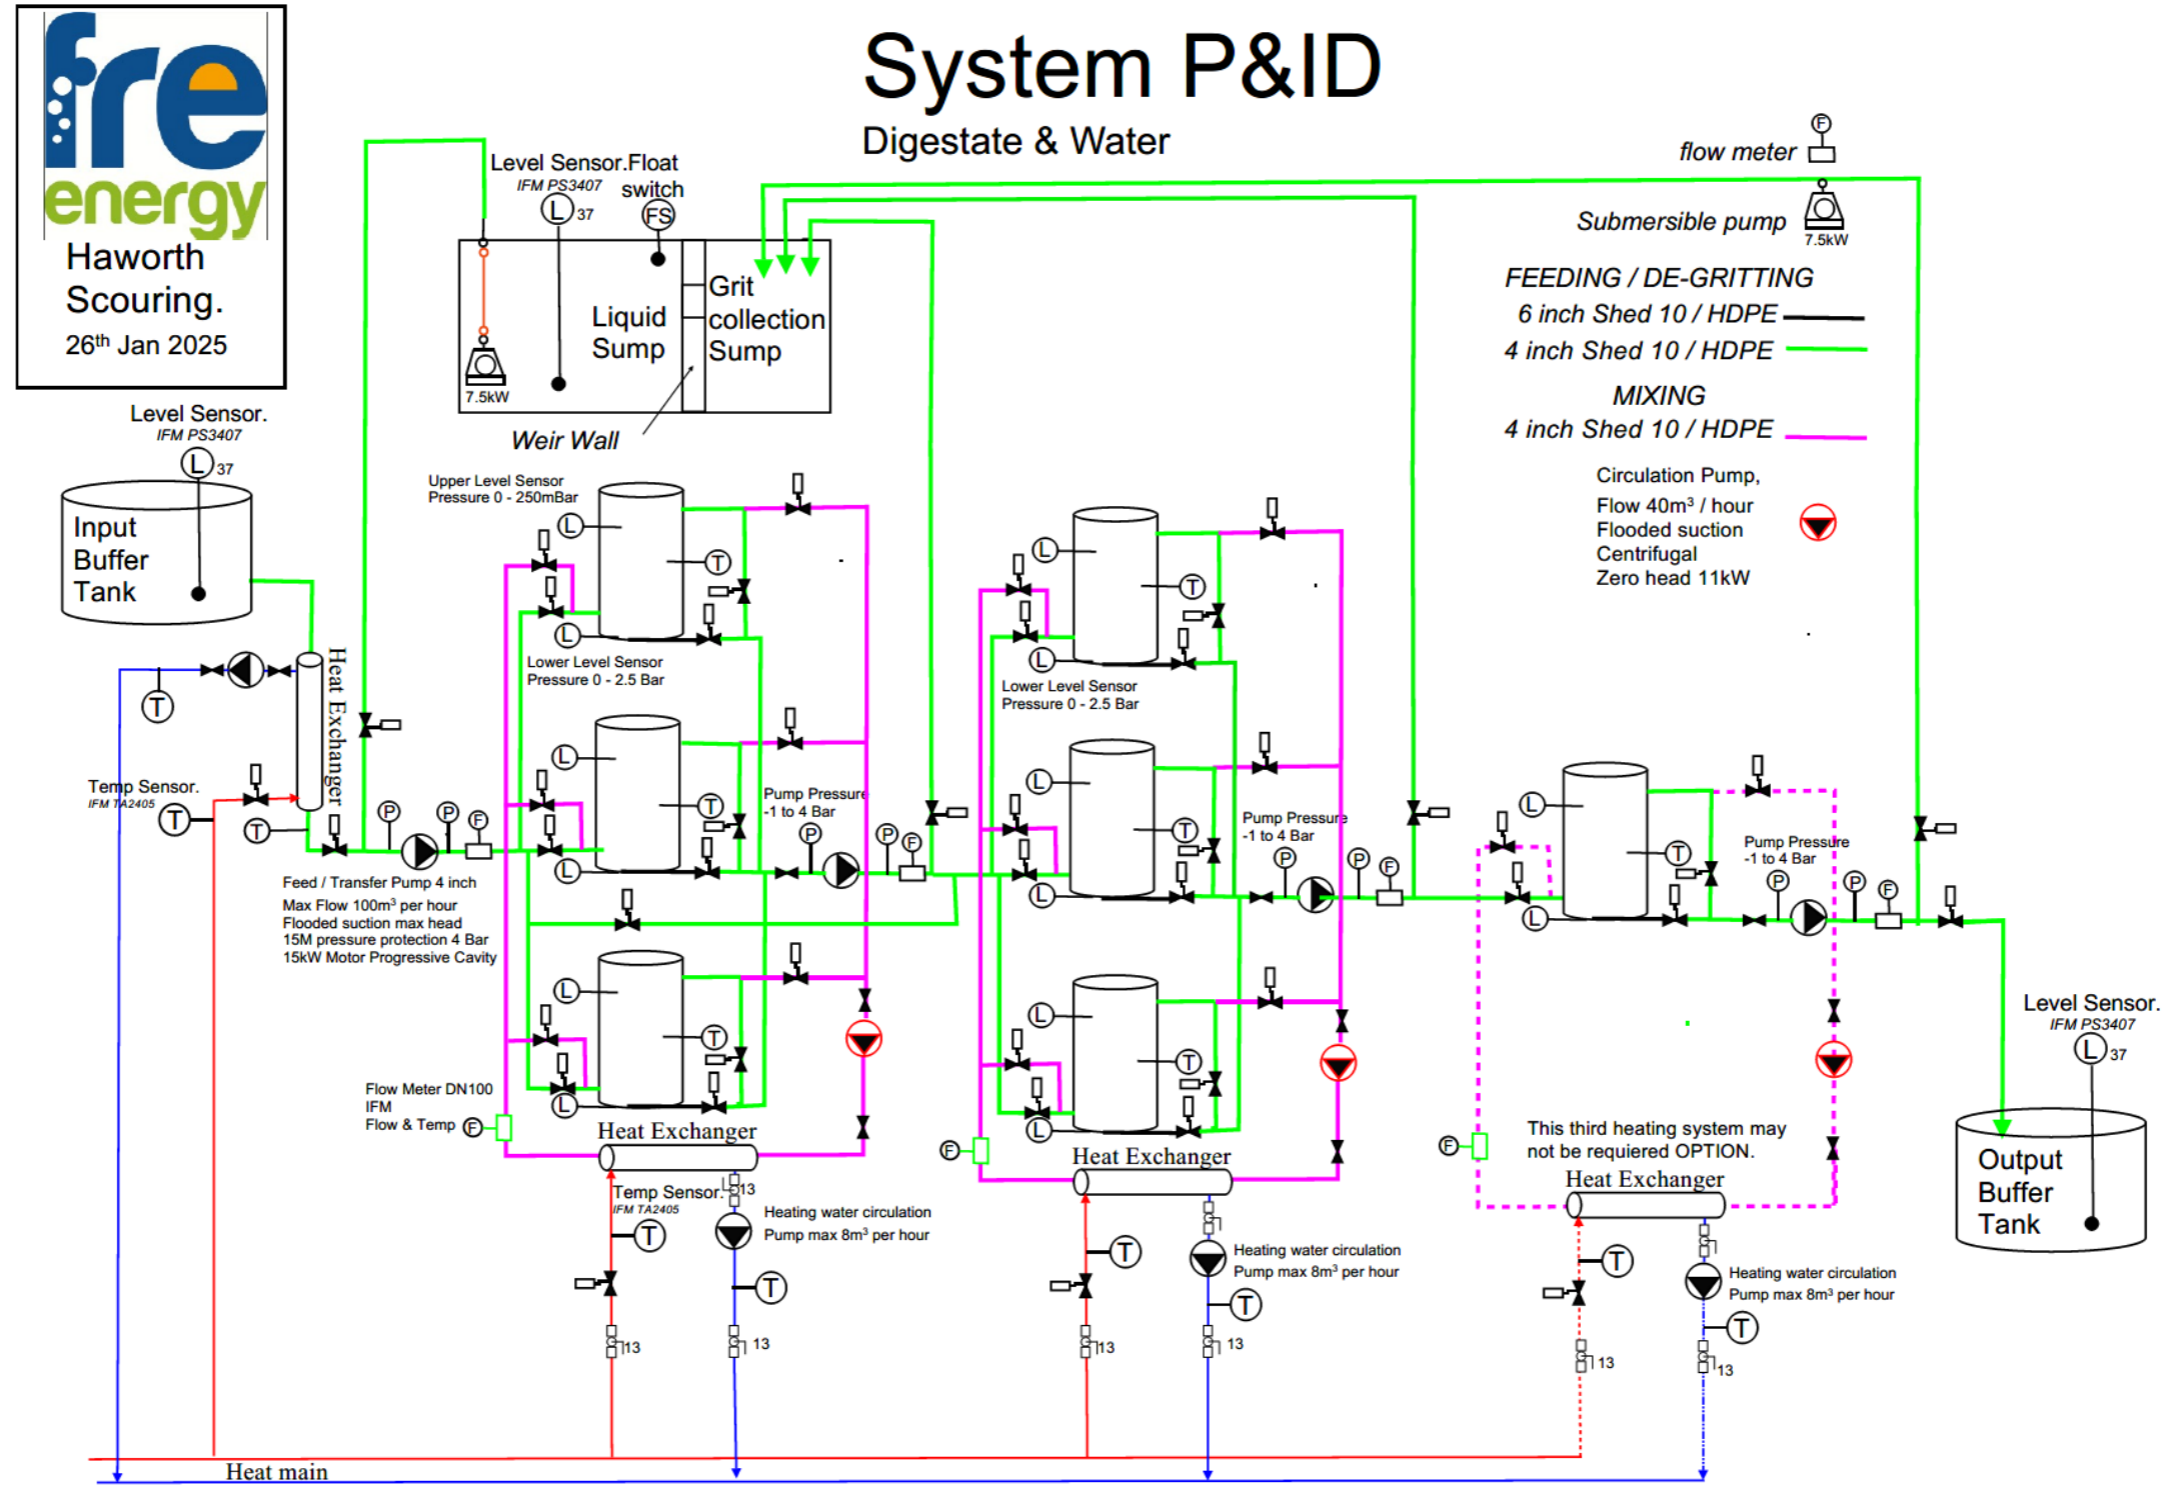 fre
energy
Haworth
Scouring.
26th Jan 2025
System P&ID
Digestate & Water
flow meter
F
Submersible pump
7.5kW
FEEDING / DE-GRITTING
6 inch Shed 10 / HDPE
4 inch Shed 10 / HDPE
MIXING
4 inch Shed 10 / HDPE
Circulation Pump,
Flow 40m³ / hour
Flooded suction
Centrifugal
Zero head 11kW
Level Sensor.
IFM PS3407
L 37
Float
switch
FS
Liquid
Sump
Grit
collection
Sump
7.5kW
Weir Wall
Level Sensor.
IFM PS3407
L 37
Input
Buffer
Tank
T
Heat Exchanger
Temp Sensor.
IFM TA2405
T
T
P
P
F
Feed / Transfer Pump 4 inch
Max Flow 100m³ per hour
Flooded suction max head
15M pressure protection 4 Bar
15kW Motor Progressive Cavity
Upper Level Sensor
Pressure 0 - 250mBar
L
T
L
Lower Level Sensor
Pressure 0 - 2.5 Bar
L
T
L
Pump Pressure
-1 to 4 Bar
P
P
F
L
T
L
Flow Meter DN100
IFM
Flow & Temp F
Heat Exchanger
Temp Sensor.
IFM TA2405
13
T
Heating water circulation
Pump max 8m³ per hour
T
13
13
L
T
L
Lower Level Sensor
Pressure 0 - 2.5 Bar
L
T
L
Pump Pressure
-1 to 4 Bar
P
P
F
L
T
L
F
Heat Exchanger
T
Heating water circulation
Pump max 8m³ per hour
T
13
13
L
T
L
Pump Pressure
-1 to 4 Bar
P
P
F
F
This third heating system may
not be requiered OPTION.
Heat Exchanger
T
Heating water circulation
Pump max 8m³ per hour
T
13
13
Level Sensor.
IFM PS3407
L 37
Output
Buffer
Tank
Heat main